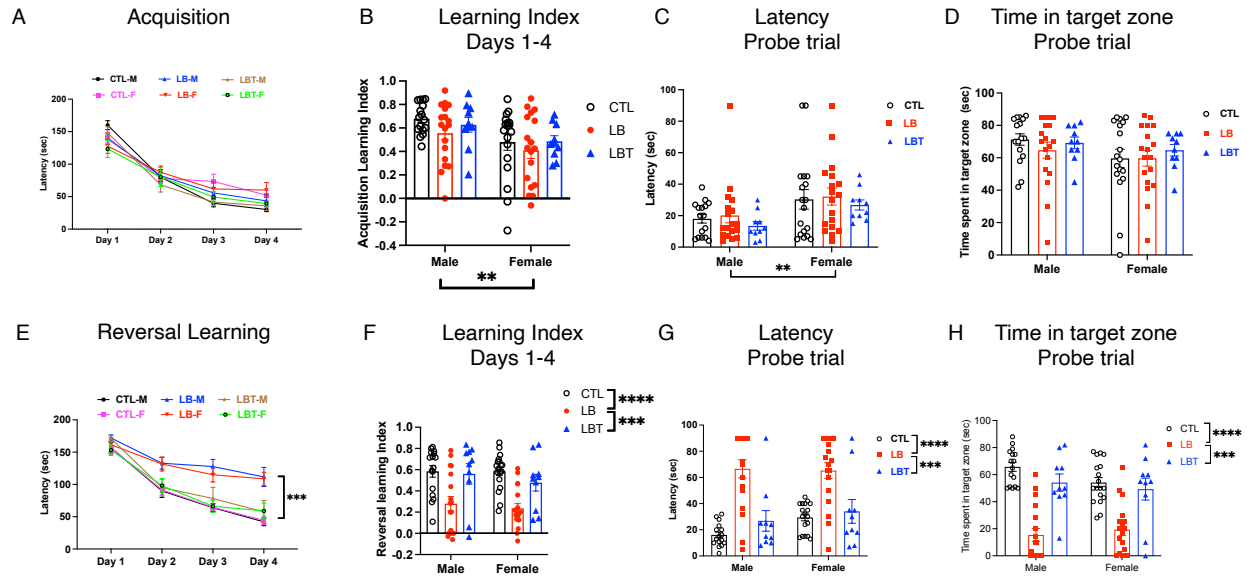 A
Acquisition
CTL-M LB-M LBT-M
CTL-F LB-F LBT-F
Latency (sec)
200
150
100
50
0
Day 1 Day 2 Day 3 Day 4
B
Learning Index
Days 1-4
CTL
LB
LBT
Acquisition Learning Index
1.0
0.8
0.6
0.4
0.2
0.0
-0.2
-0.4
Male Female
**
C
Latency
Probe trial
CTL
LB
LBT
Latency (sec)
100
80
60
40
20
0
Male Female
**
D
Time in target zone
Probe trial
CTL
LB
LBT
Time spent in target zone (sec)
100
80
60
40
20
0
Male Female
E
Reversal Learning
CTL-M LB-M LBT-M
CTL-F LB-F LBT-F
Latency (sec)
200
150
100
50
0
Day 1 Day 2 Day 3 Day 4
***
F
Learning Index
Days 1-4
CTL
LB
LBT
****
***
Reversal learning Index
1.0
0.8
0.6
0.4
0.2
0.0
0.2
Male Female
G
Latency
Probe trial
CTL
LB
LBT
****
***
Latency (sec)
100
80
60
40
20
0
Male Female
H
Time in target zone
Probe trial
CTL
LB
LBT
****
***
Time spent in target zone (sec)
100
80
60
40
20
0
Male Female